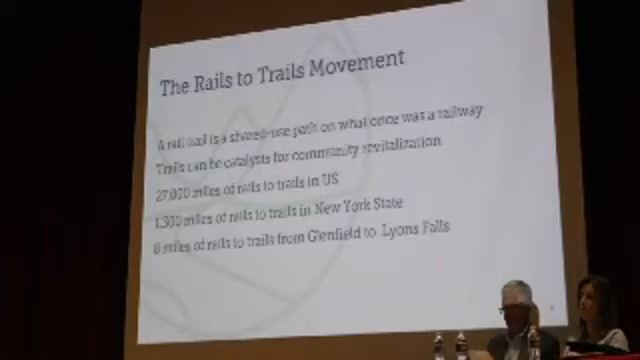 The Rails to Trails Movement
A rail trail is a shared-use path on what once was a railway
Trails can be catalysts for community revitalization
27,000 miles of rails to trails in US
1,300 miles of rails to trails in New York State
8 miles of rails to trails from Glenfield to Lyons Falls